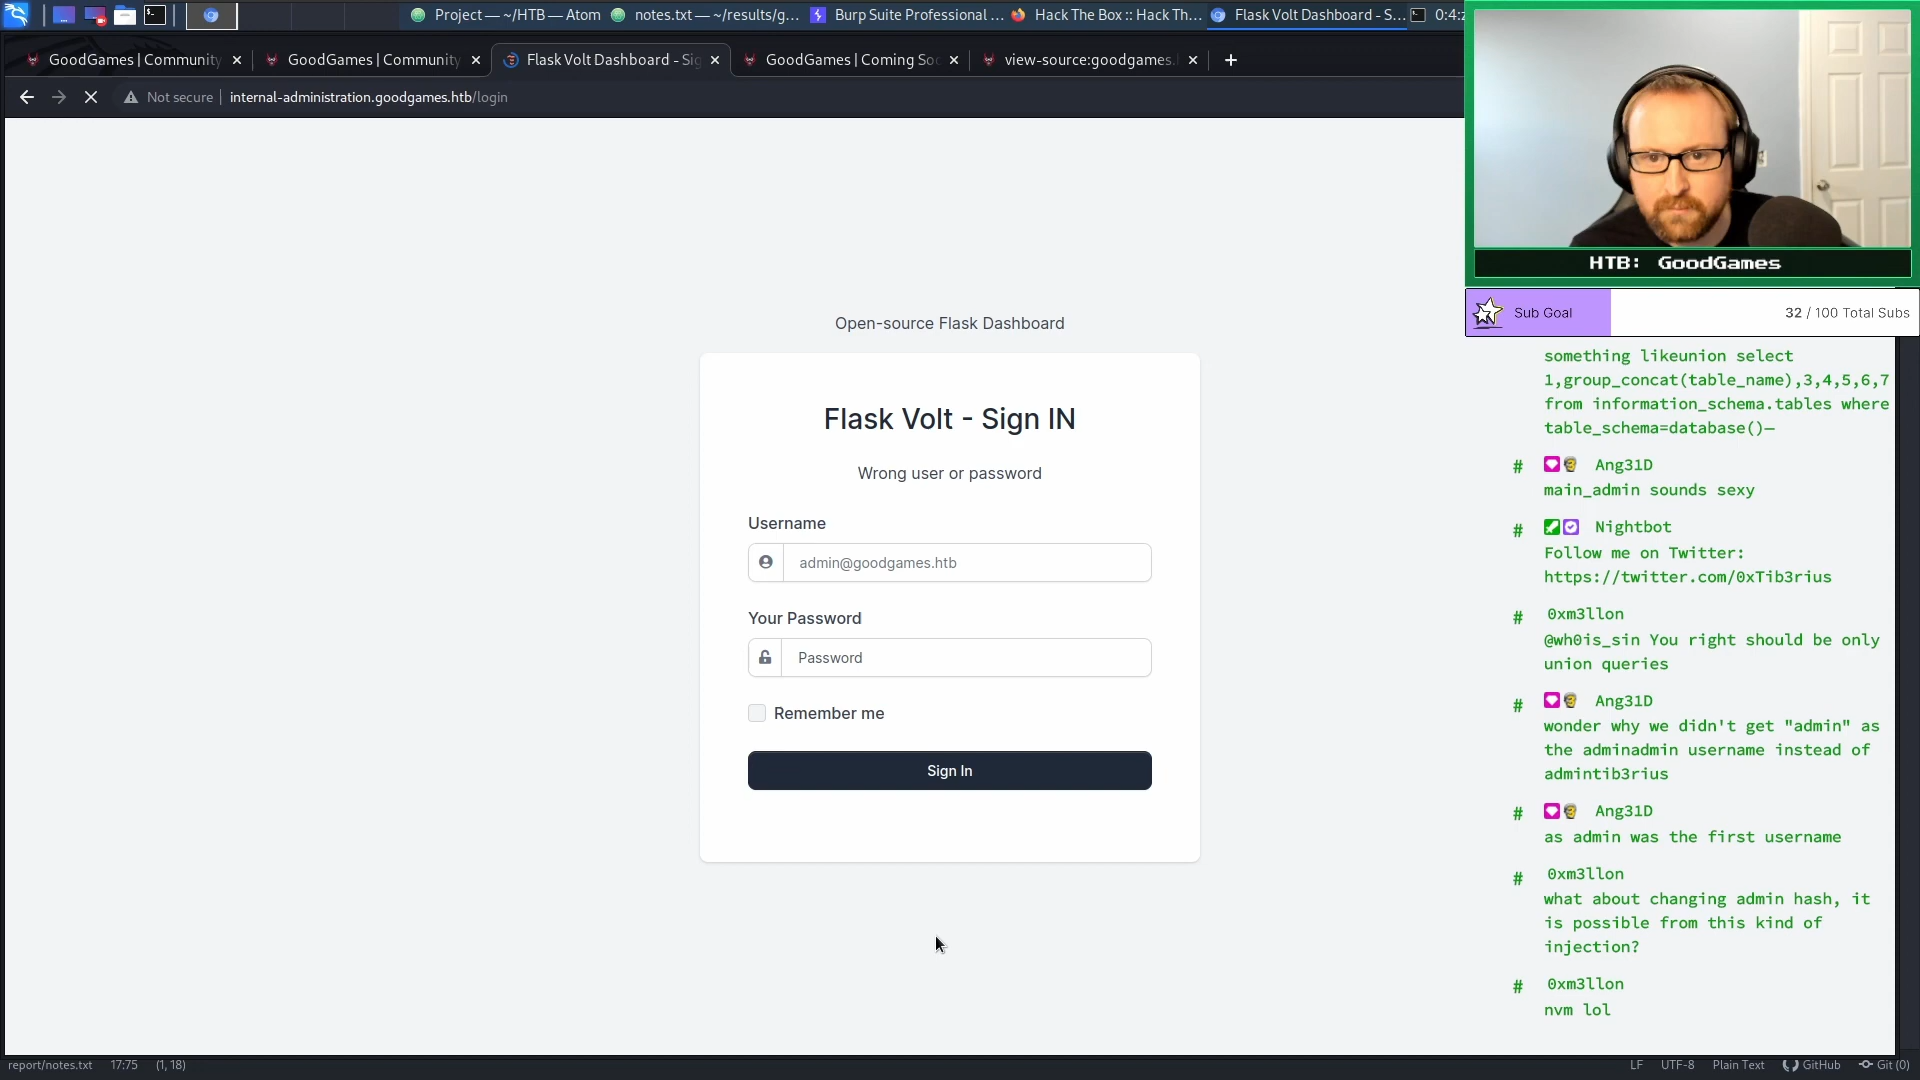 Project — ~/HTB — Atom
notes.txt — ~/results/g...
Burp Suite Professional ...
Hack The Box :: Hack Th...
Flask Volt Dashboard - S...
GoodGames | Community
GoodGames | Community
Flask Volt Dashboard - Sig
GoodGames | Coming Soo
view-source:goodgames.
Not secure
internal-administration.goodgames.htb/login
HTB: GoodGames
Sub Goal
32 / 100 Total Subs
Open-source Flask Dashboard
Flask Volt - Sign IN
Wrong user or password
Username
admin@goodgames.htb
Your Password
Password
Remember me
Sign In
something likeunion select
1,group_concat(table_name),3,4,5,6,7
from information_schema.tables where
table_schema=database()—
# Ang31D
main_admin sounds sexy
# Nightbot
Follow me on Twitter:
https://twitter.com/0xTib3rius
# 0xm3llon
@wh0is_sin You right should be only
union queries
# Ang31D
wonder why we didn't get "admin" as
the adminadmin username instead of
admintib3rius
# Ang31D
as admin was the first username
# 0xm3llon
what about changing admin hash, it
is possible from this kind of
injection?
# 0xm3llon
nvm lol
report/notes.txt 17:75 (1, 18)
LF UTF-8 Plain Text GitHub Git (0)